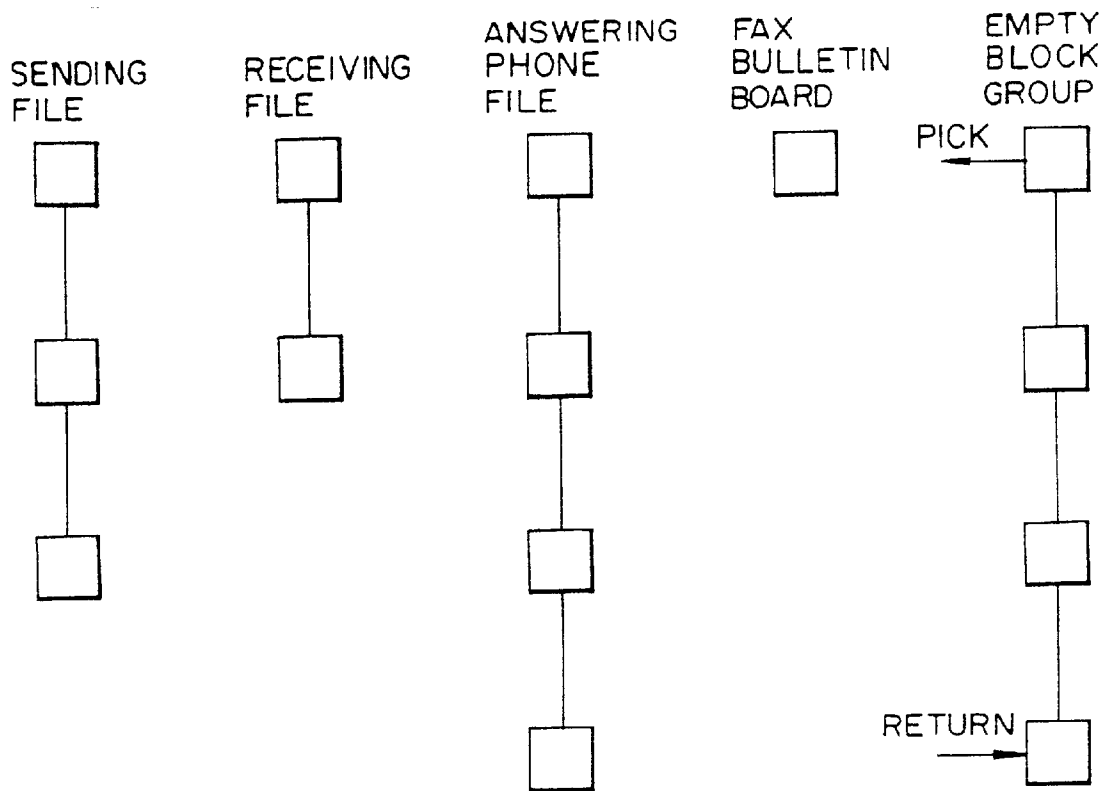 SENDING
FILE
RECEIVING
FILE
ANSWERING
PHONE
FILE
FAX
BULLETIN
BOARD
EMPTY
BLOCK
GROUP
PICK
RETURN